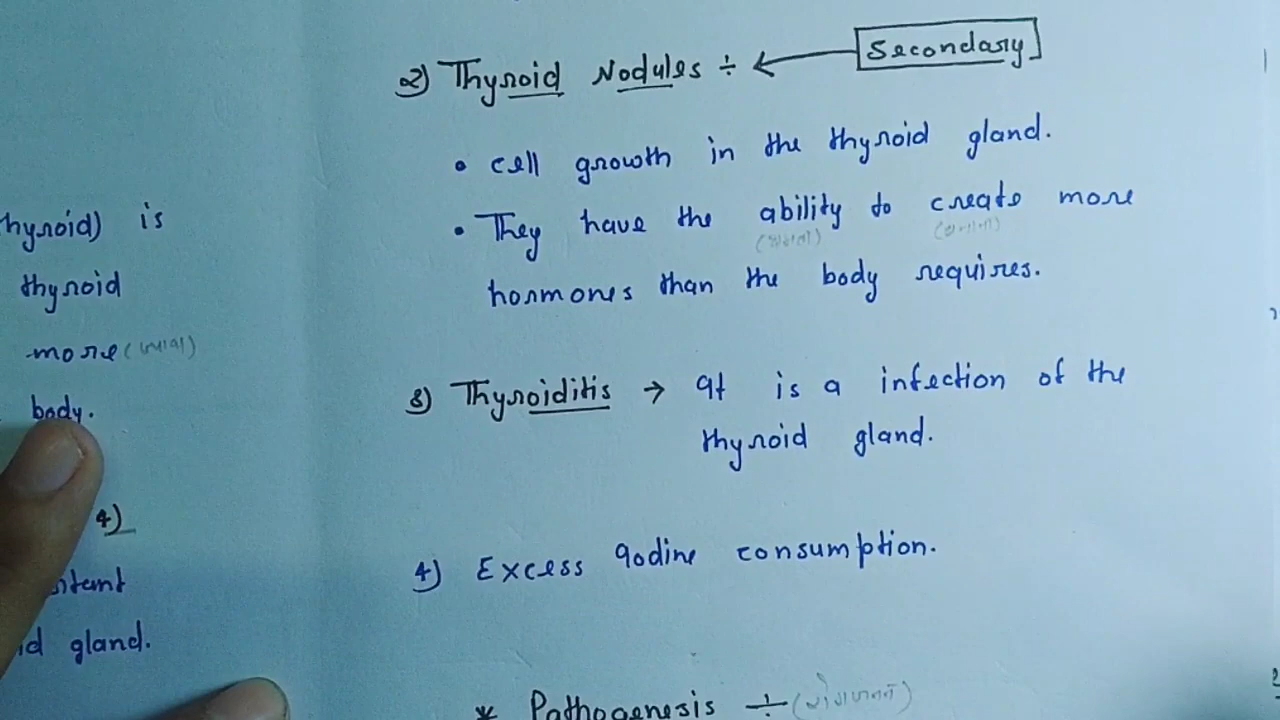 hyroid) is
thyroid
more
body.
4)
id gland.
2) Thyroid Nodules ÷ ← Secondary
• cell growth in the thyroid gland.
• They have the ability to create more
hormones than the body requires.
3) Thyroiditis → It is a infection of the
thyroid gland.
4) Excess Iodine consumption.
* Pathogenesis ÷